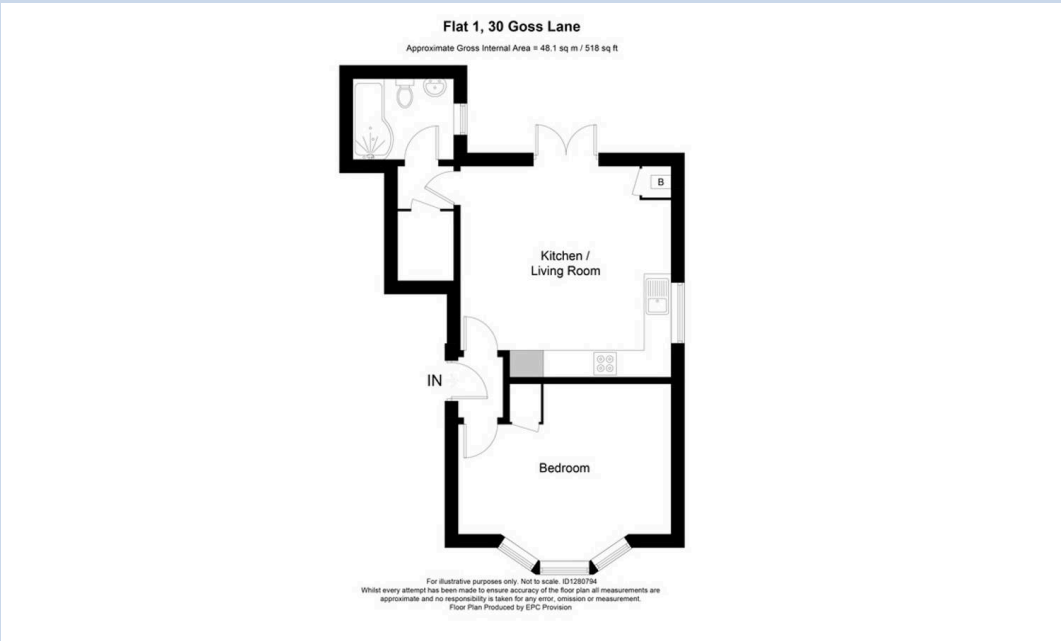 Flat 1, 30 Goss Lane
Approximate Gross Internal Area = 48.1 sq m / 518 sq ft
B
Kitchen /
Living Room
IN
Bedroom
For illustrative purposes only. Not to scale. ID1280794
Whilst every attempt has been made to ensure accuracy of the floor plan all measurements are
approximate and no responsibility is taken for any error, omission or measurement.
Floor Plan Produced by EPC Provision